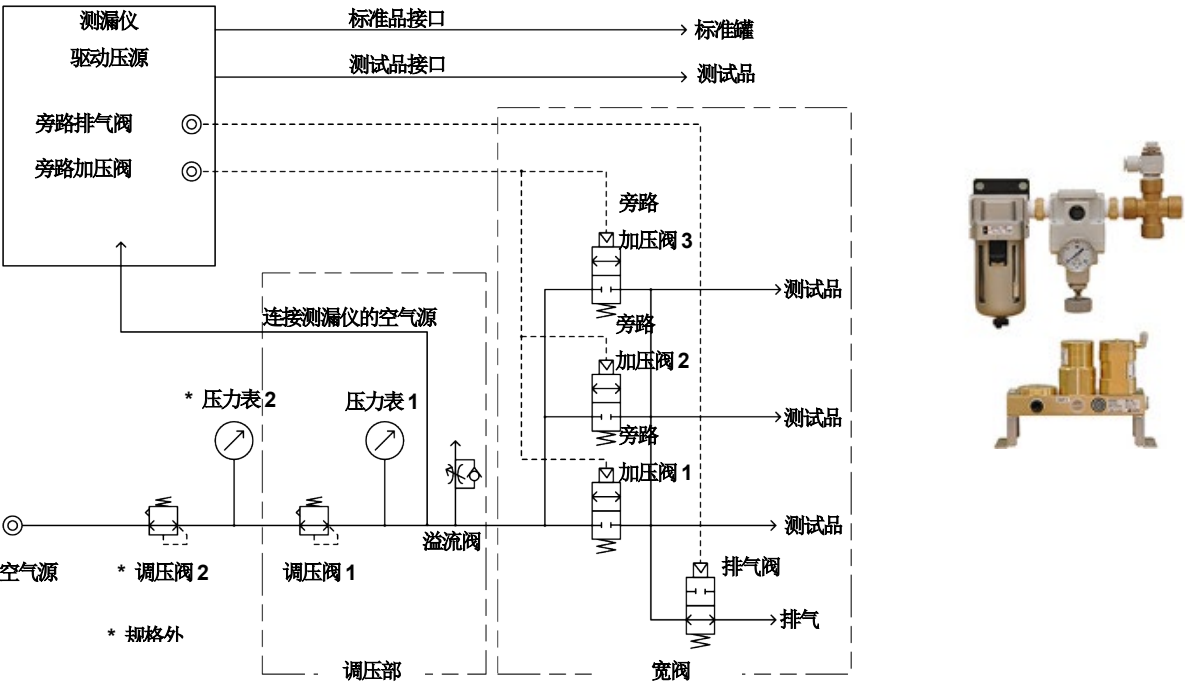 测漏仪
驱动压源
标准品接口
标准罐
测试品接口
测试品
旁路排气阀
旁路加压阀
旁路
加压阀 3
测试品
连接测漏仪的空气源
旁路
加压阀 2
* 压力表 2
压力表 1
测试品
旁路
加压阀 1
测试品
溢流阀
空气源
* 调压阀 2
调压阀 1
排气阀
排气
* 规格外
调压部
宽阀